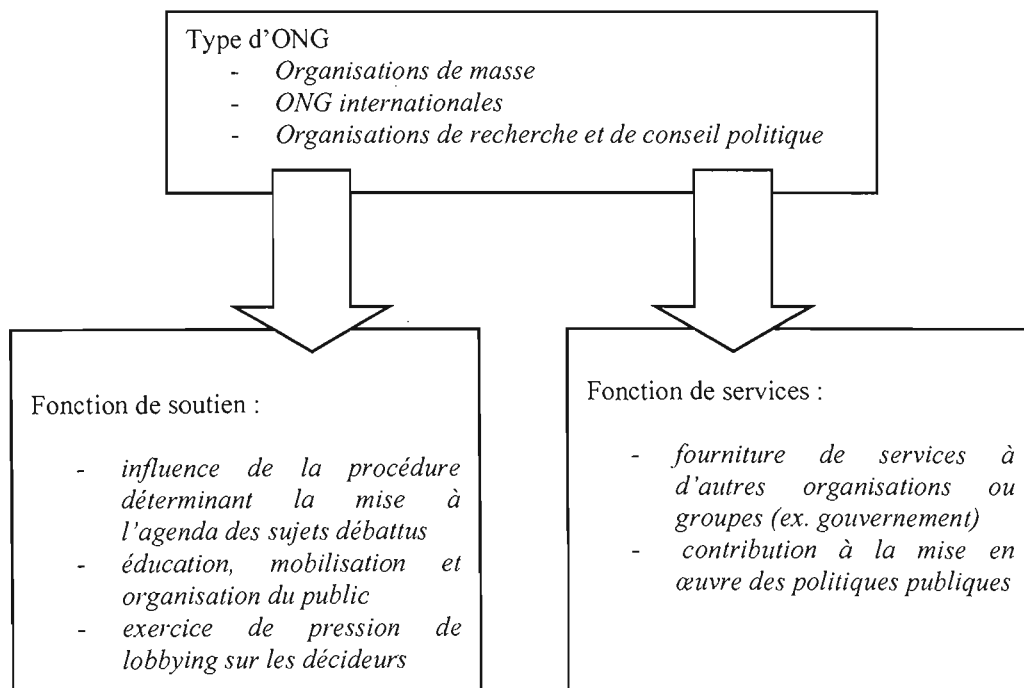 Type d'ONG
- Organisations de masse
- ONG internationales
- Organisations de recherche et de conseil politique
Fonction de soutien :
- influence de la procédure
déterminant la mise à
l'agenda des sujets débattus
- éducation, mobilisation et
organisation du public
- exercice de pression de
lobbying sur les décideurs
Fonction de services :
- fourniture de services à
d'autres organisations ou
groupes (ex. gouvernement)
- contribution à la mise en
œuvre des politiques publiques